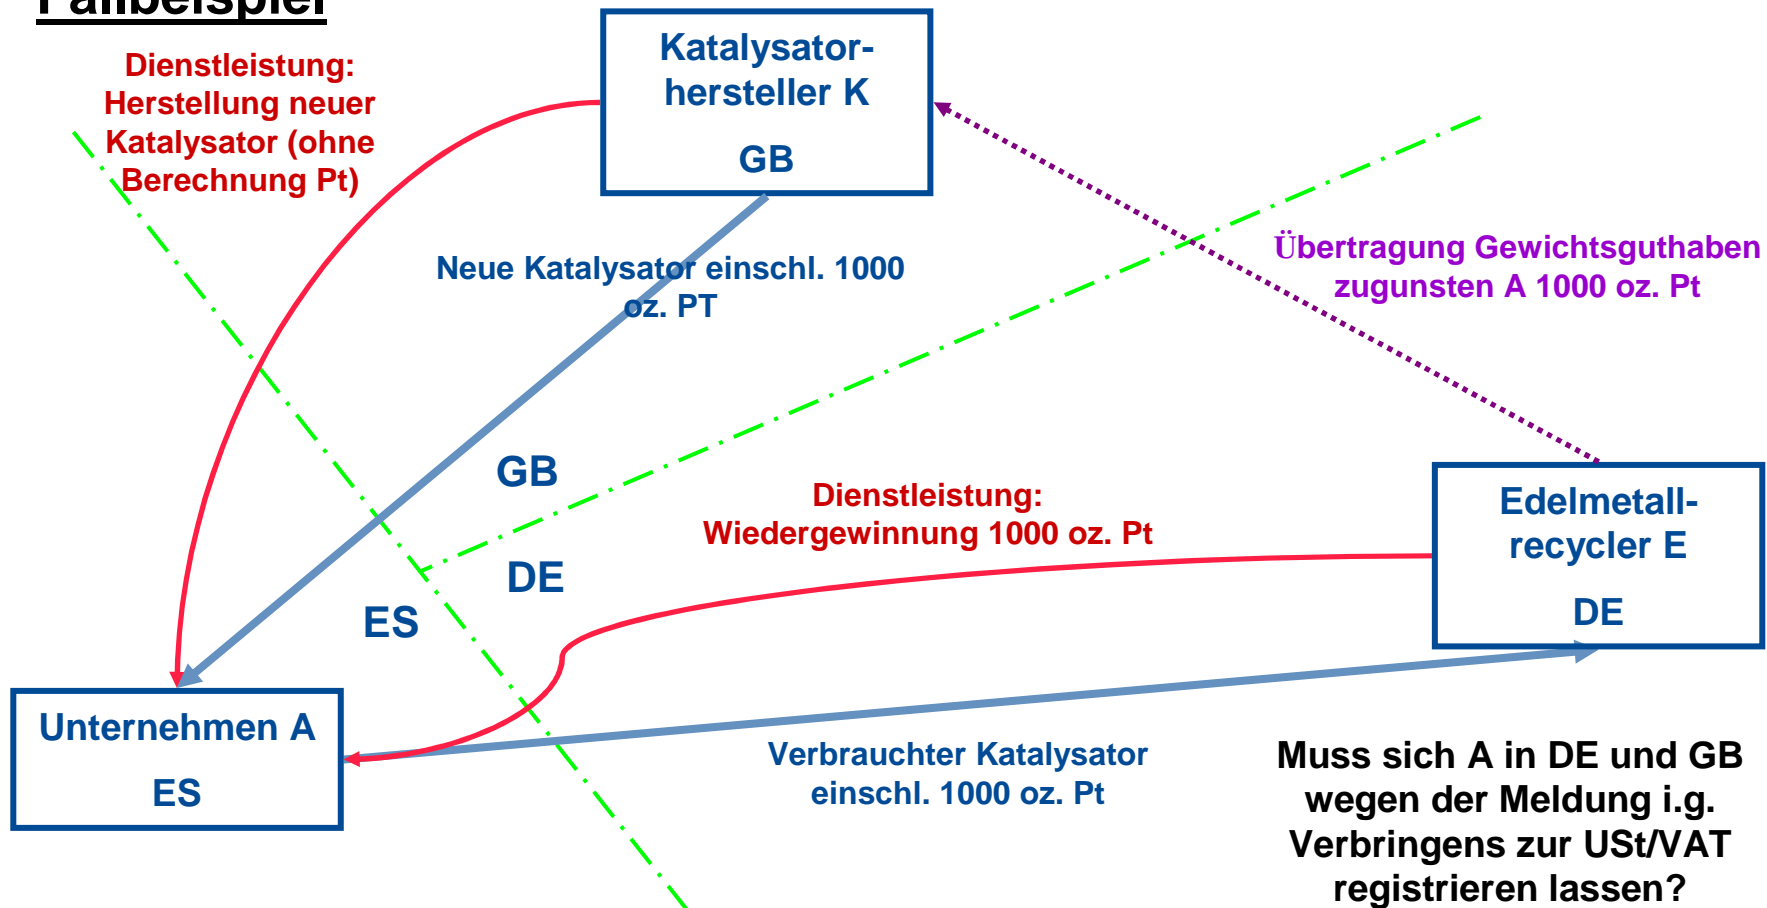 Fallbeispiel
Dienstleistung:
Herstellung neuer
Katalysator (ohne
Berechnung Pt)
Katalysator-
hersteller K
GB
Neue Katalysator einschl. 1000
oz. PT
Übertragung Gewichtsguthaben
zugunsten A 1000 oz. Pt
GB
DE
ES
Dienstleistung:
Wiedergewinnung 1000 oz. Pt
Edelmetall-
recycler E
DE
Unternehmen A
ES
Verbrauchter Katalysator
einschl. 1000 oz. Pt
Muss sich A in DE und GB
wegen der Meldung i.g.
Verbringens zur USt/VAT
registrieren lassen?